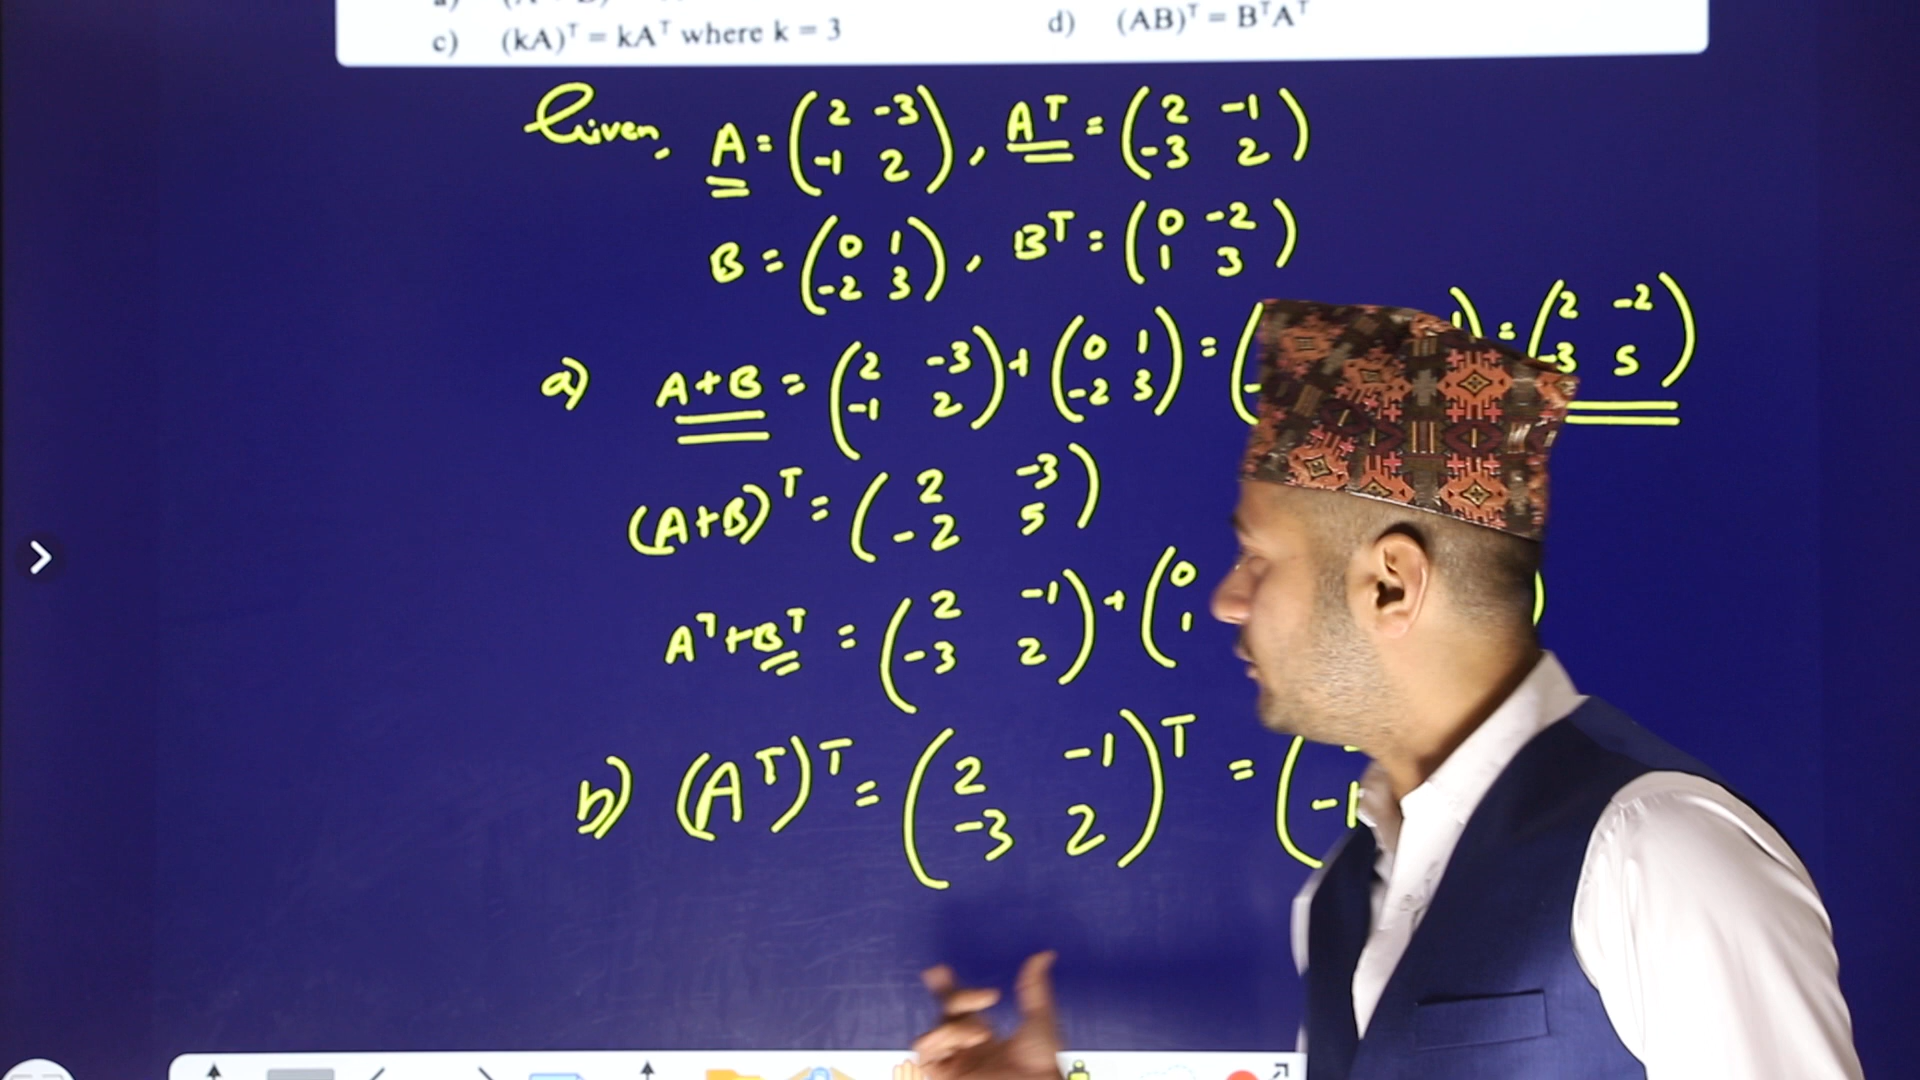 c) (kA)ᵀ = kAᵀ where k = 3 d) (AB)ᵀ = BᵀAᵀ
Given, A = ( 2 -3 ) , Aᵀ = ( 2 -1 )
( -1 2 ) ( -3 2 )
B = ( 0 1 ) , Bᵀ = ( 0 -2 )
( -2 3 ) ( 1 3 )
a) A+B = ( 2 -3 ) + ( 0 1 ) = ( ) = ( 2 -2 )
( -1 2 ) ( -2 3 ) ( -3 5 )
(A+B)ᵀ = ( 2 -3 )
( -2 5 )
Aᵀ+Bᵀ = ( 2 -1 ) + ( 0
( -3 2 ) ( 1
b) (Aᵀ)ᵀ = ( 2 -1 )ᵀ = (
( -3 2 ) ( -1